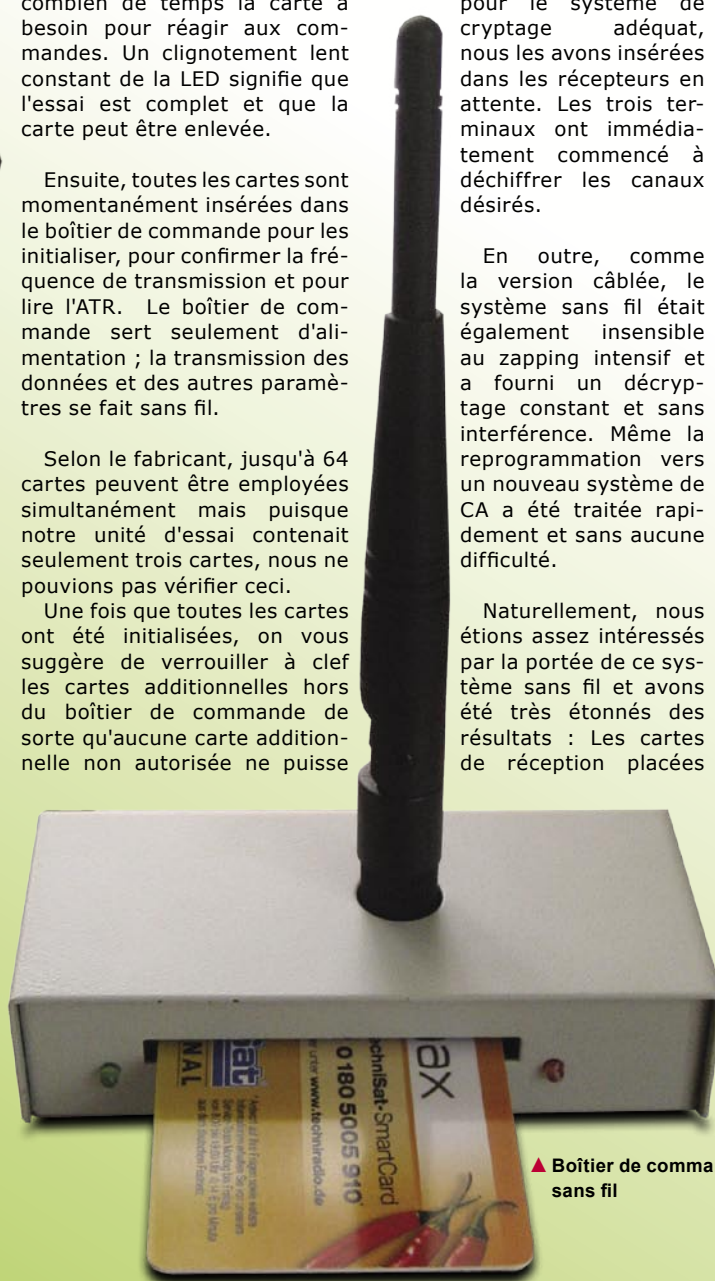 combien de temps la carte a
besoin pour réagir aux com-
mandes. Un clignotement lent
constant de la LED signifie que
l'essai est complet et que la
carte peut être enlevée.
Ensuite, toutes les cartes sont
momentanément insérées dans
le boîtier de commande pour les
initialiser, pour confirmer la fré-
quence de transmission et pour
lire l'ATR. Le boîtier de com-
mande sert seulement d'ali-
mentation ; la transmission des
données et des autres paramè-
tres se fait sans fil.
Selon le fabricant, jusqu'à 64
cartes peuvent être employées
simultanément mais puisque
notre unité d'essai contenait
seulement trois cartes, nous ne
pouvions pas vérifier ceci.
Une fois que toutes les cartes
ont été initialisées, on vous
suggère de verrouiller à clef
les cartes additionnelles hors
du boîtier de commande de
sorte qu'aucune carte addition-
nelle non autorisée ne puisse
pour le système de
cryptage adéquat,
nous les avons insérées
dans les récepteurs en
attente. Les trois ter-
minaux ont immédia-
tement commencé à
déchiffrer les canaux
désirés.
En outre, comme
la version câblée, le
système sans fil était
également insensible
au zapping intensif et
a fourni un décryp-
tage constant et sans
interférence. Même la
reprogrammation vers
un nouveau système de
CA a été traitée rapi-
dement et sans aucune
difficulté.
Naturellement, nous
étions assez intéressés
par la portée de ce sys-
tème sans fil et avons
été très étonnés des
résultats : Les cartes
de réception placées
ax
chniSat-SmartCard
0 180 5005 910*
unter www.techniradio.de
at
NAL
▲ Boîtier de comma
sans fil